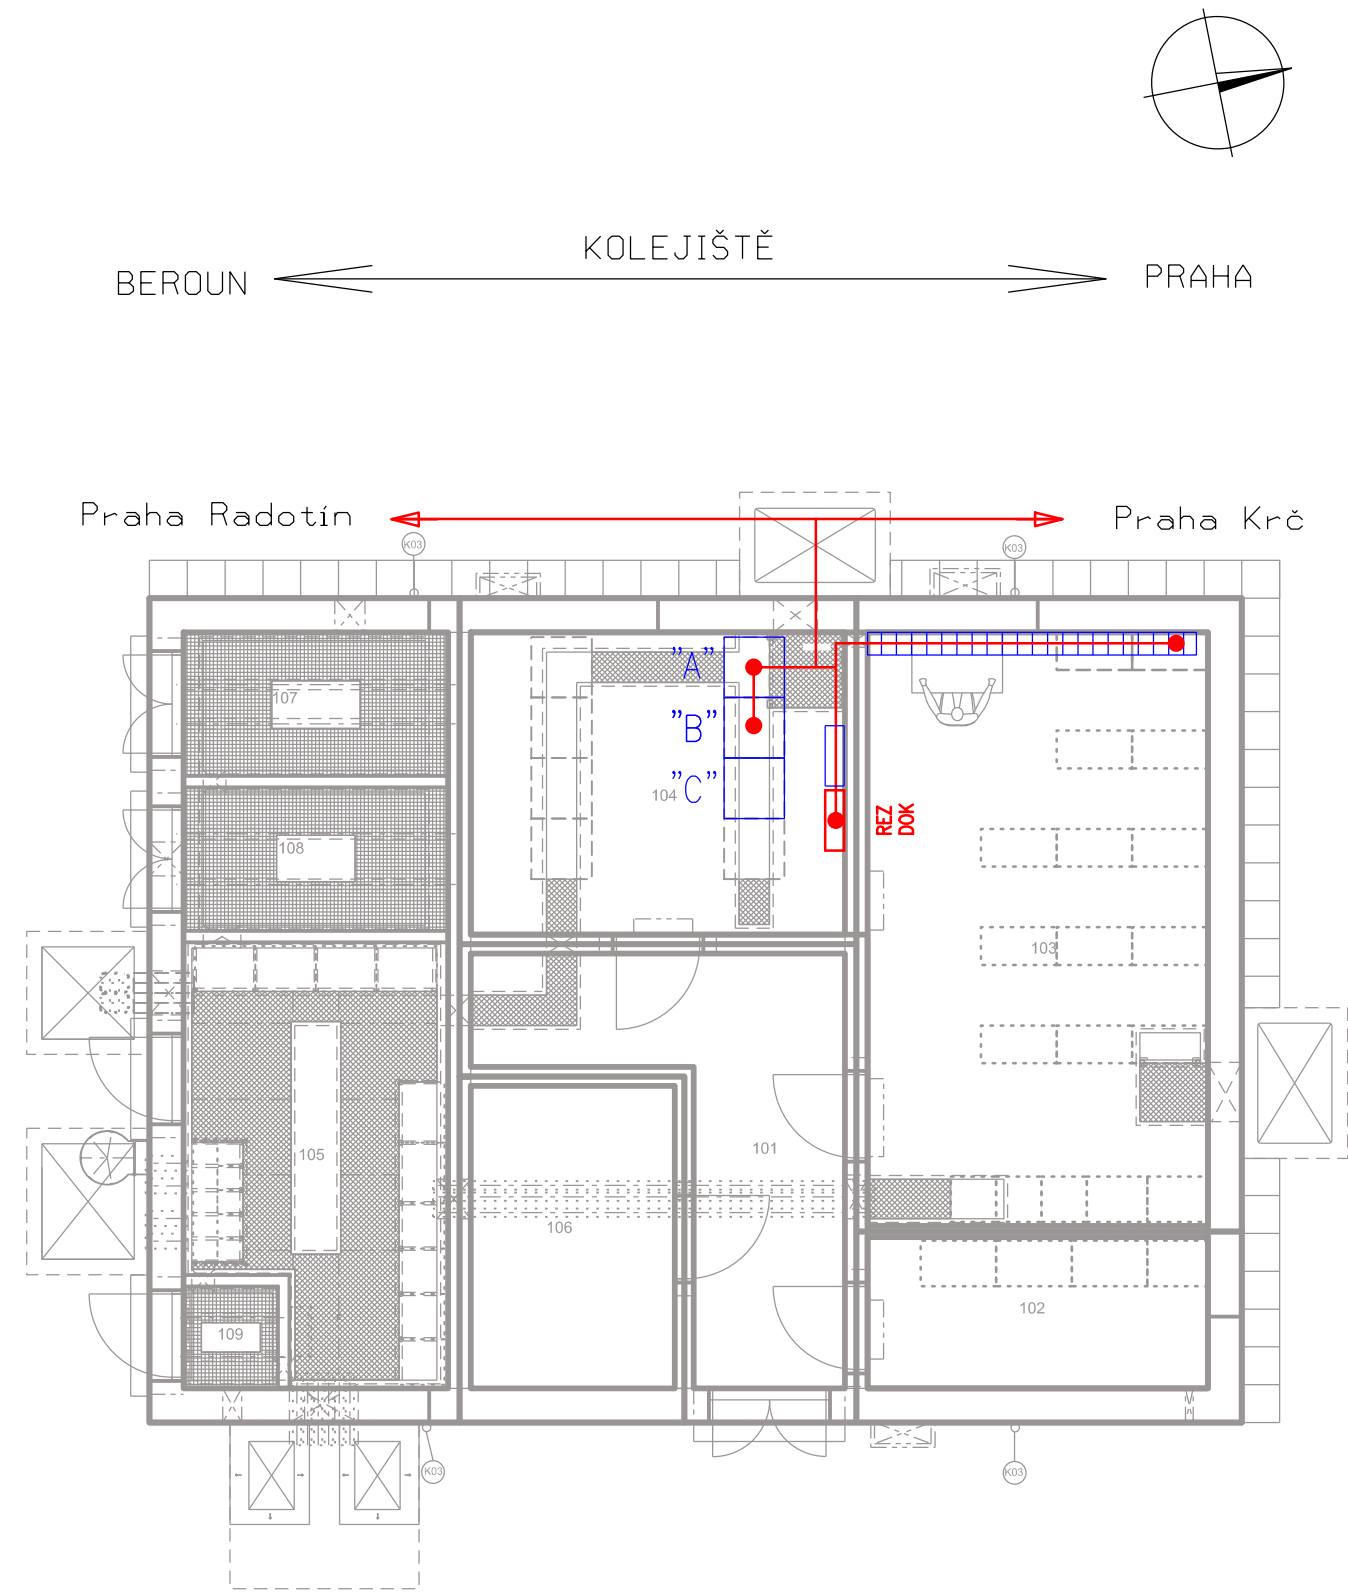 KOLEJIŠTĚ
BEROUN
PRAHA
Praha Radotín
Praha Krč
K03
K03
"A"
107
"B"
"C"
104
REZ
DOK
108
103
101
105
106
102
109
K03
K03